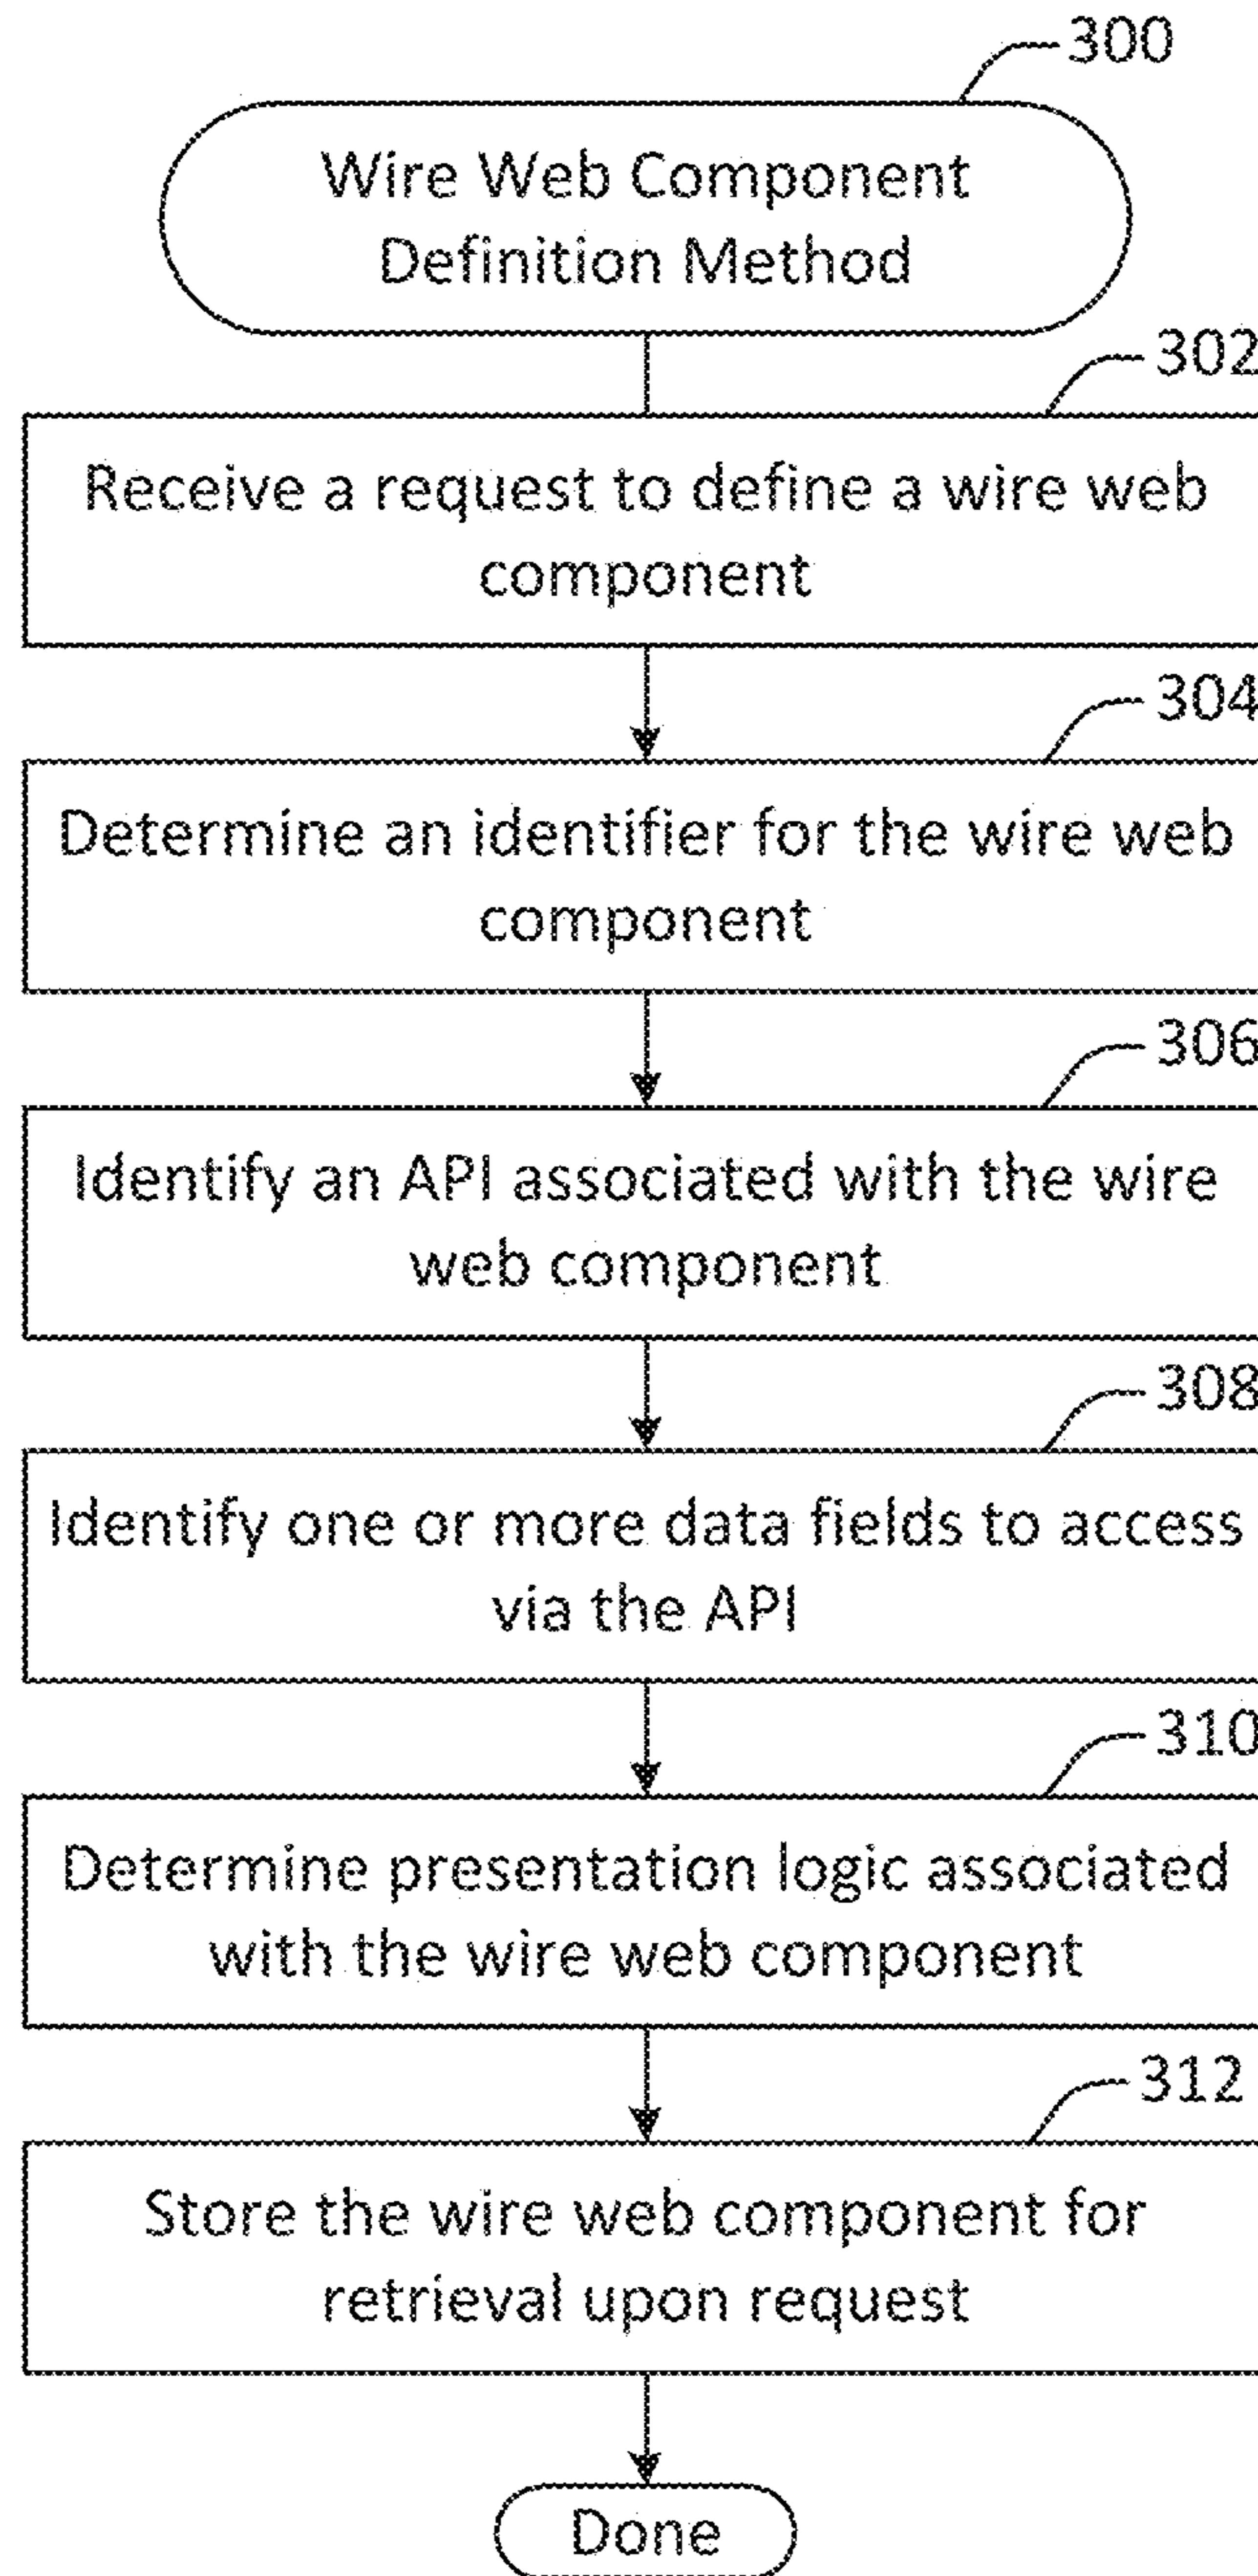 300
Wire Web Component
Definition Method
302
Receive a request to define a wire web
component
304
Determine an identifier for the wire web
component
306
Identify an API associated with the wire
web component
308
Identify one or more data fields to access
via the API
310
Determine presentation logic associated
with the wire web component
312
Store the wire web component for
retrieval upon request
Done